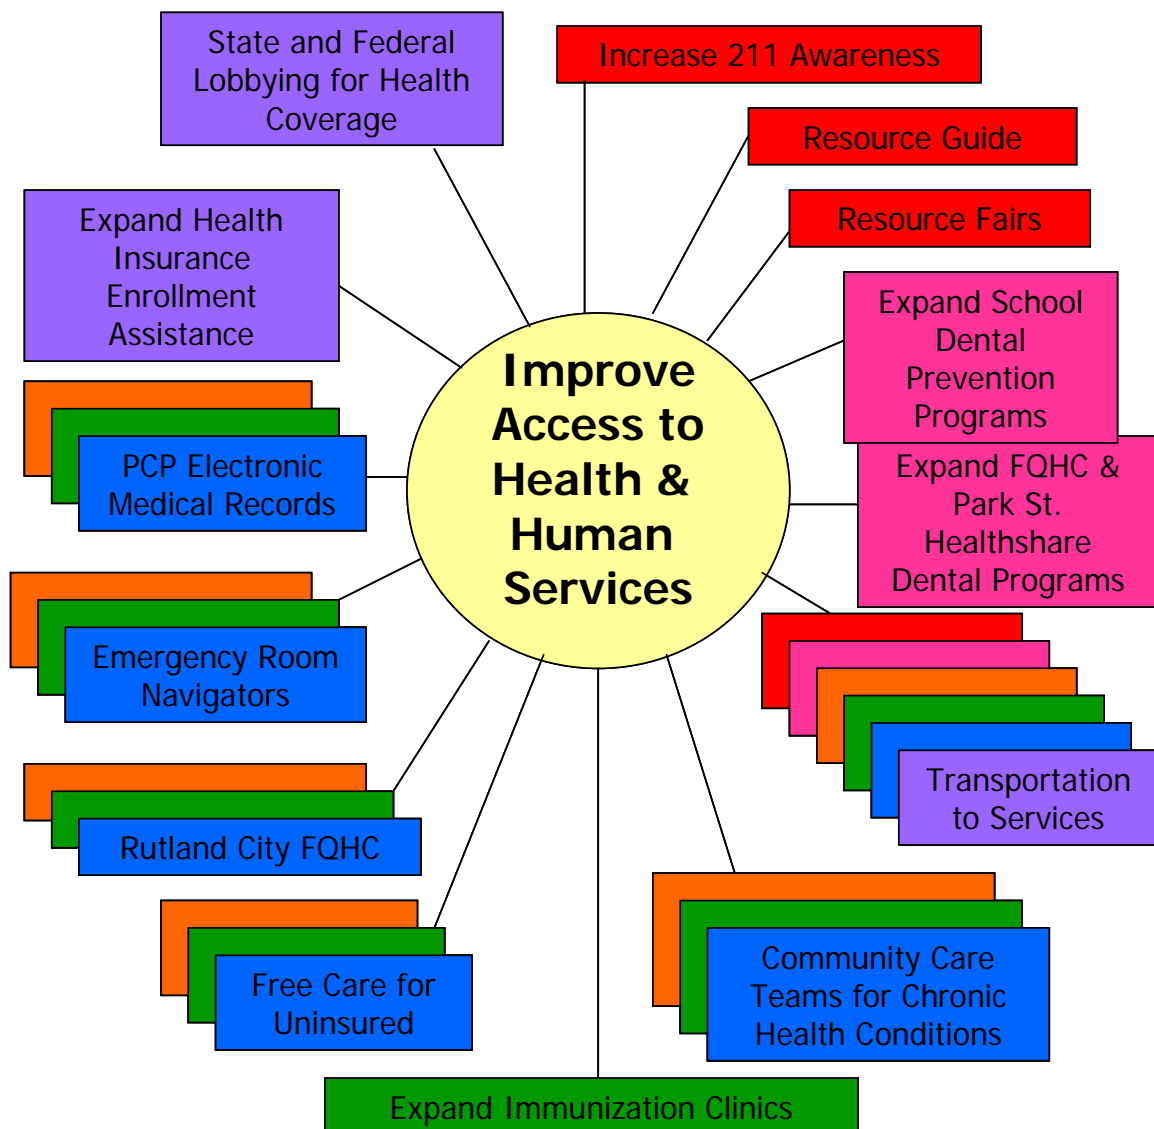 State and Federal
Lobbying for Health
Coverage
Increase 211 Awareness
Resource Guide
Resource Fairs
Expand Health
Insurance
Enrollment
Assistance
Expand School
Dental
Prevention
Programs
Improve
Access to
Health &
Human
Services
PCP Electronic
Medical Records
Expand FQHC &
Park St.
Healthshare
Dental Programs
Emergency Room
Navigators
Transportation
to Services
Rutland City FQHC
Free Care for
Uninsured
Community Care
Teams for Chronic
Health Conditions
Expand Immunization Clinics